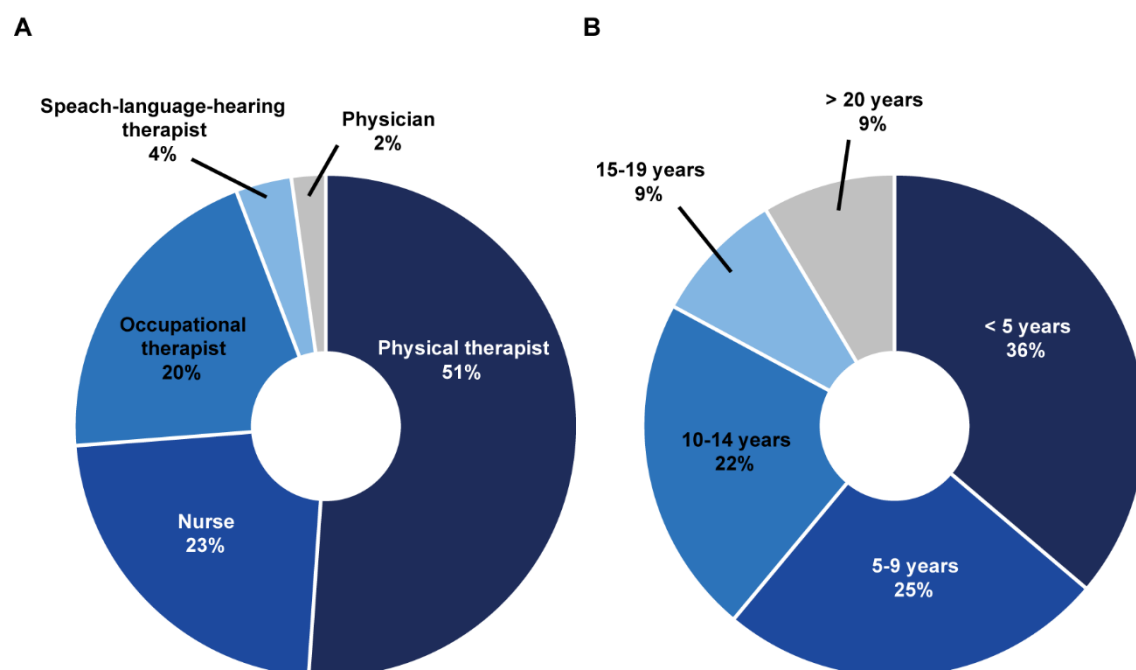 A
Speach-language-hearing
therapist
4%
Physician
2%
Physical therapist
51%
Occupational
therapist
20%
Nurse
23%
B
> 20 years
9%
15-19 years
9%
< 5 years
36%
10-14 years
22%
5-9 years
25%